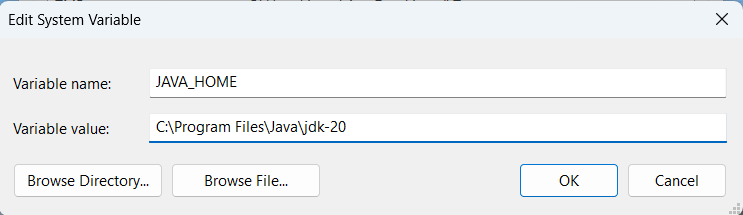 Edit System Variable
Variable name: JAVA_HOME
Variable value: C:\Program Files\Java\jdk-20
Browse Directory... Browse File... OK Cancel